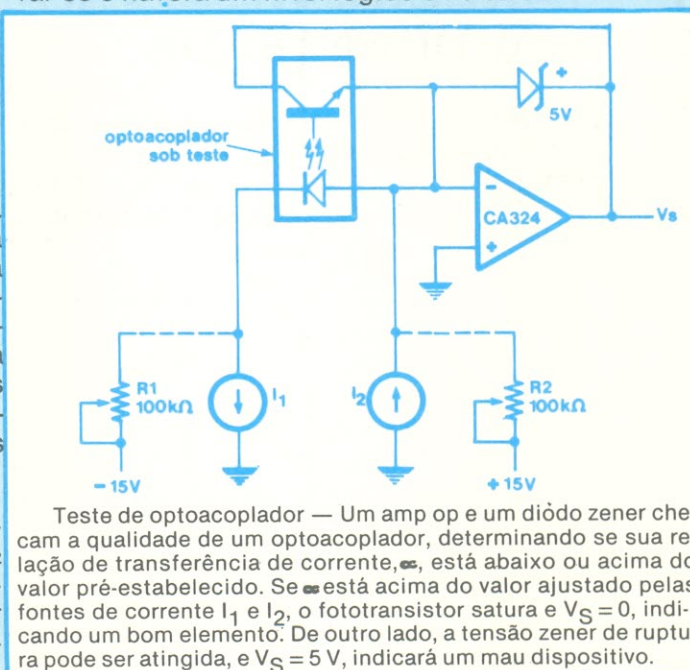 5V
optoacoplador
sob teste
-
CA324
+
Vs
R1
100kΩ
I1
I2
R2
100kΩ
-15V
+15V
Teste de optoacoplador — Um amp op e um diòdo zener che-
cam a qualidade de um optoacoplador, determinando se sua re-
lação de transferência de corrente, ∝, está abaixo ou acima do
valor pré-estabelecido. Se ∝ está acima do valor ajustado pelas
fontes de corrente I1 e I2, o fototransistor satura e VS = 0, indi-
cando um bom elemento. De outro lado, a tensão zener de ruptu-
ra pode ser atingida, e VS = 5 V, indicará um mau dispositivo.